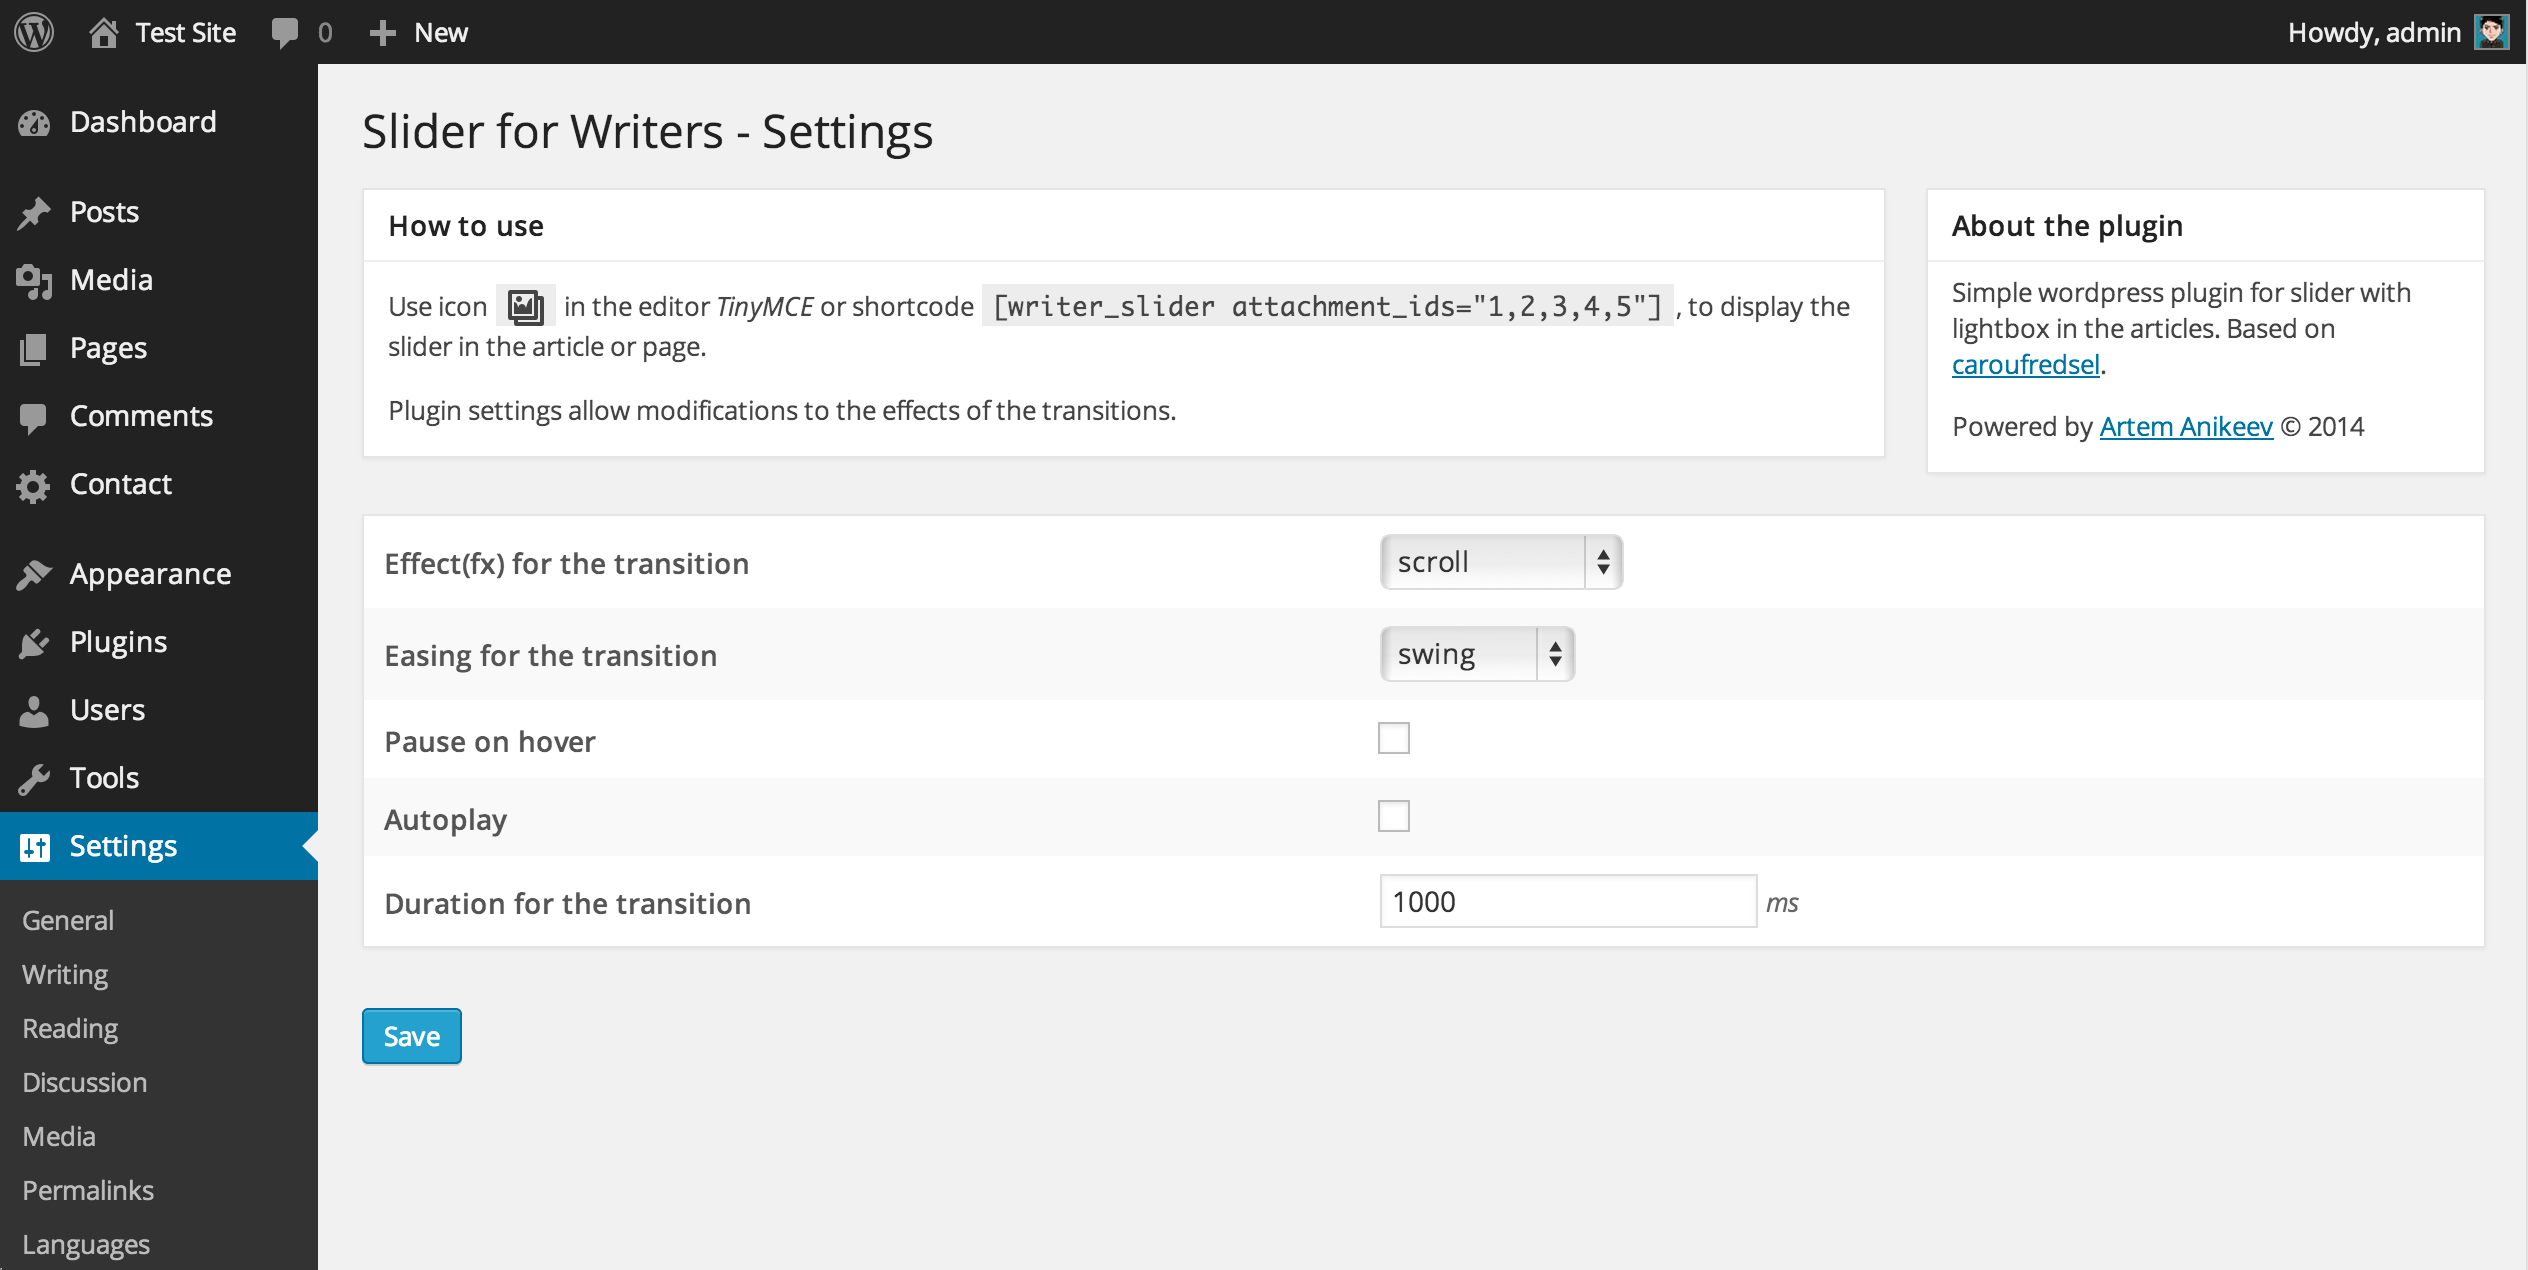 Test Site 0 New Howdy, admin
Dashboard
Posts
Media
Pages
Comments
Contact
Appearance
Plugins
Users
Tools
Settings
General
Writing
Reading
Discussion
Media
Permalinks
Languages
Slider for Writers - Settings
How to use
Use icon in the editor TinyMCE or shortcode [writer_slider attachment_ids="1,2,3,4,5"] , to display the
slider in the article or page.
Plugin settings allow modifications to the effects of the transitions.
About the plugin
Simple wordpress plugin for slider with
lightbox in the articles. Based on
caroufredsel.
Powered by Artem Anikeev © 2014
Effect(fx) for the transition scroll
Easing for the transition swing
Pause on hover
Autoplay
Duration for the transition 1000 ms
Save